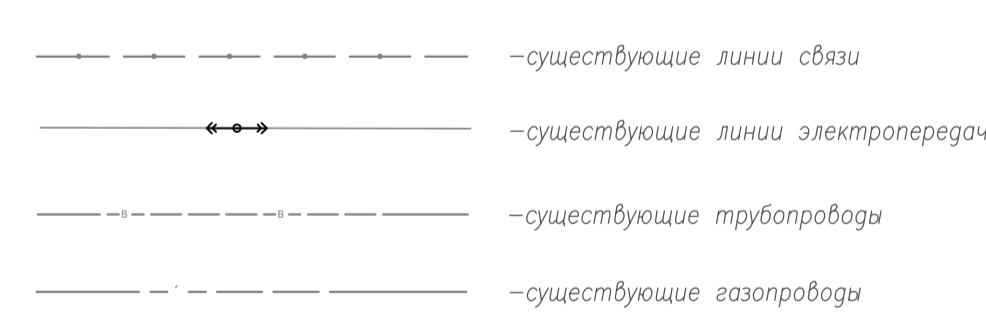 –существующие линии связи
–существующие линии электропередач
В В –существующие трубопроводы
–существующие газопроводы